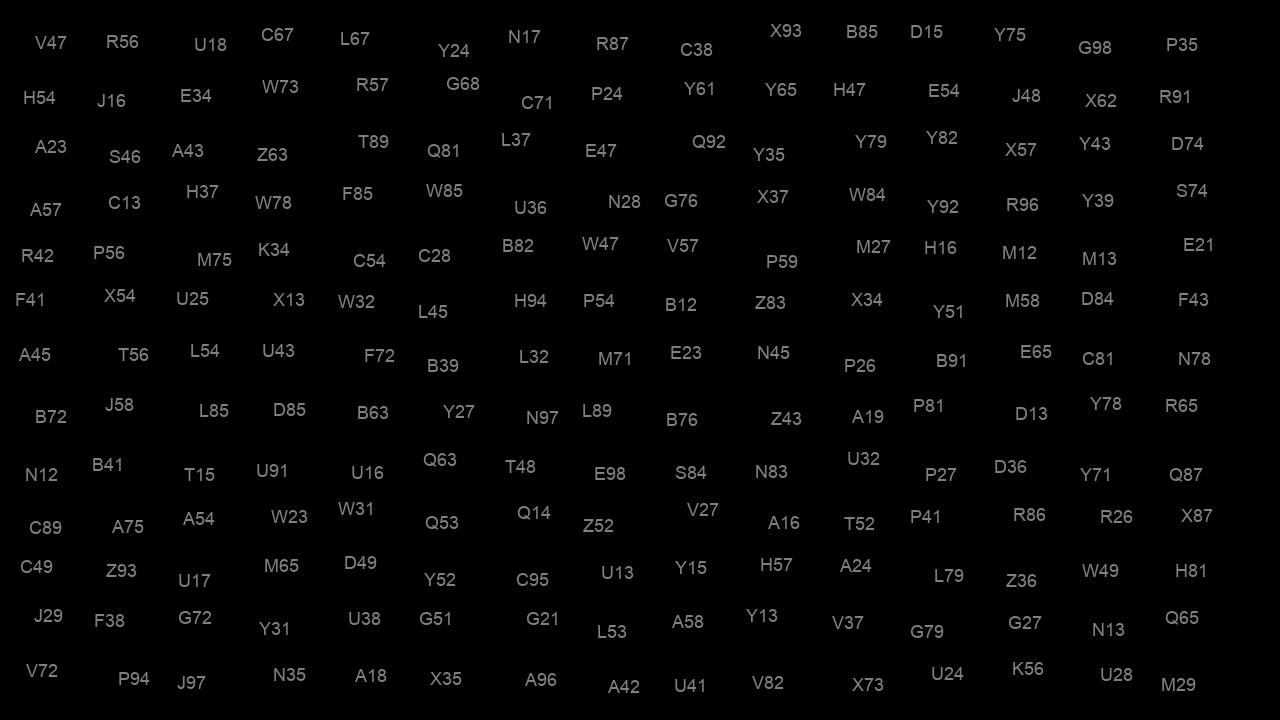 V47 R56 U18 C67 L67 Y24 N17 R87 C38 X93 B85 D15 Y75 G98 P35
H54 J16 E34 W73 R57 G68 C71 P24 Y61 Y65 H47 E54 J48 X62 R91
A23 S46 A43 Z63 T89 Q81 L37 E47 Q92 Y35 Y79 Y82 X57 Y43 D74
A57 C13 H37 W78 F85 W85 U36 N28 G76 X37 W84 Y92 R96 Y39 S74
R42 P56 M75 K34 C54 C28 B82 W47 V57 P59 M27 H16 M12 M13 E21
F41 X54 U25 X13 W32 L45 H94 P54 B12 Z83 X34 Y51 M58 D84 F43
A45 T56 L54 U43 F72 B39 L32 M71 E23 N45 P26 B91 E65 C81 N78
B72 J58 L85 D85 B63 Y27 N97 L89 B76 Z43 A19 P81 D13 Y78 R65
N12 B41 T15 U91 U16 Q63 T48 E98 S84 N83 U32 P27 D36 Y71 Q87
C89 A75 A54 W23 W31 Q53 Q14 Z52 V27 A16 T52 P41 R86 R26 X87
C49 Z93 U17 M65 D49 Y52 C95 U13 Y15 H57 A24 L79 Z36 W49 H81
J29 F38 G72 Y31 U38 G51 G21 L53 A58 Y13 V37 G79 G27 N13 Q65
V72 P94 J97 N35 A18 X35 A96 A42 U41 V82 X73 U24 K56 U28 M29